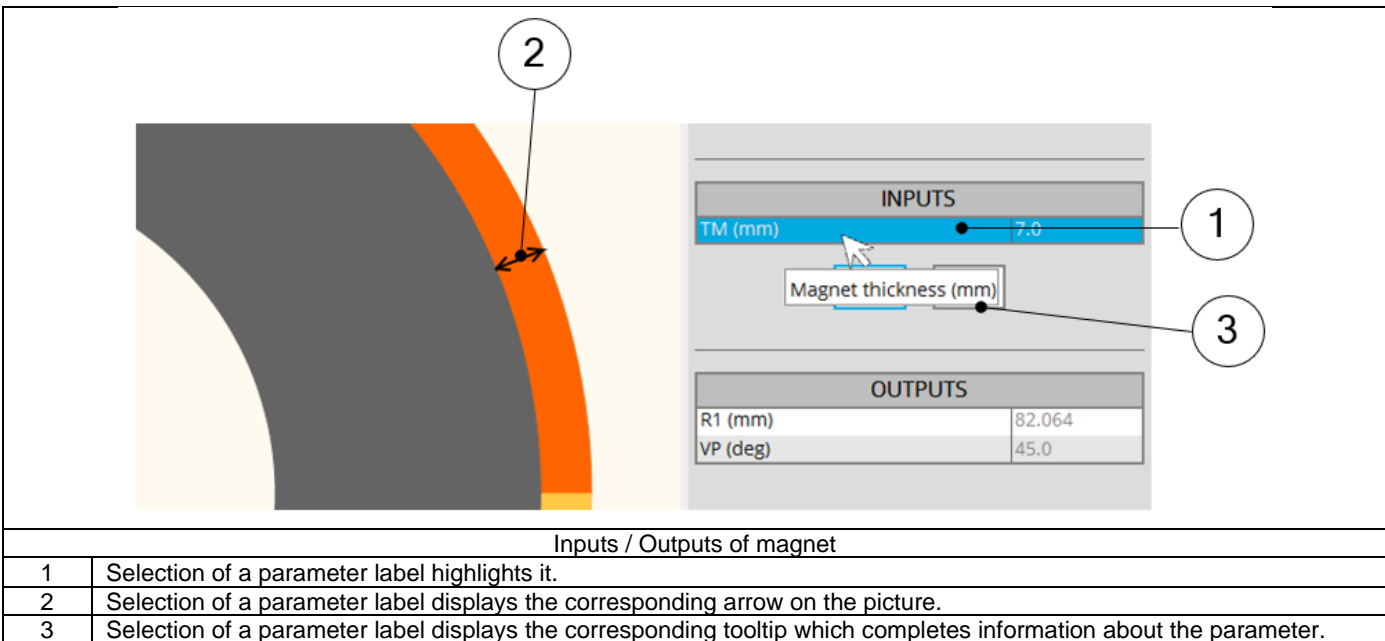 2
INPUTS
TM (mm) 7.0
1
Magnet thickness (mm)
3
OUTPUTS
R1 (mm) 82.064
VP (deg) 45.0
Inputs / Outputs of magnet
1 Selection of a parameter label highlights it.
2 Selection of a parameter label displays the corresponding arrow on the picture.
3 Selection of a parameter label displays the corresponding tooltip which completes information about the parameter.